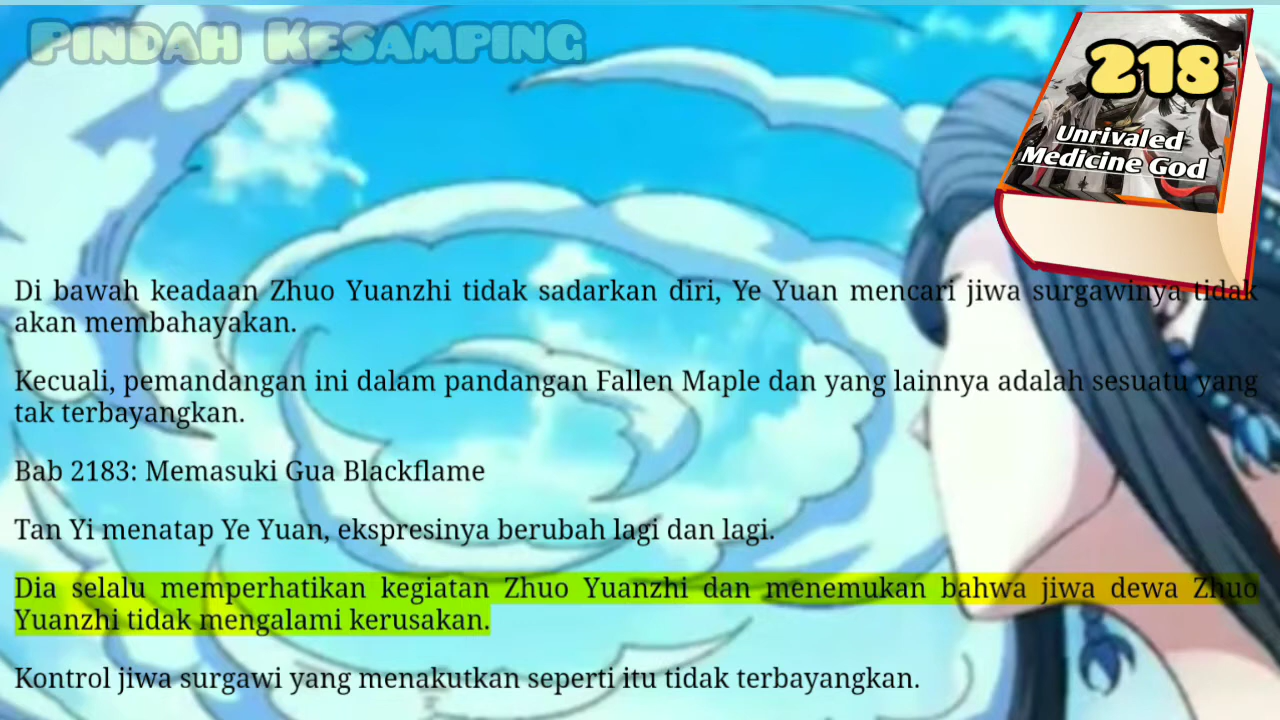 Pindah Kesamping
218
Unrivaled
Medicine God
Di bawah keadaan Zhuo Yuanzhi tidak sadarkan diri, Ye Yuan mencari jiwa surgawinya tidak
akan membahayakan.
Kecuali, pemandangan ini dalam pandangan Fallen Maple dan yang lainnya adalah sesuatu yang
tak terbayangkan.
Bab 2183: Memasuki Gua Blackflame
Tan Yi menatap Ye Yuan, ekspresinya berubah lagi dan lagi.
Dia selalu memperhatikan kegiatan Zhuo Yuanzhi dan menemukan bahwa jiwa dewa Zhuo
Yuanzhi tidak mengalami kerusakan.
Kontrol jiwa surgawi yang menakutkan seperti itu tidak terbayangkan.